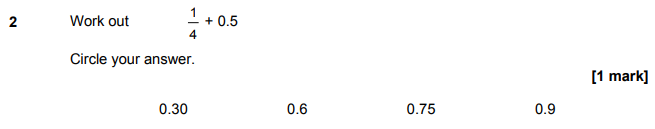 2 Work out 1/4 + 0.5
Circle your answer.
[1 mark]
0.30 0.6 0.75 0.9